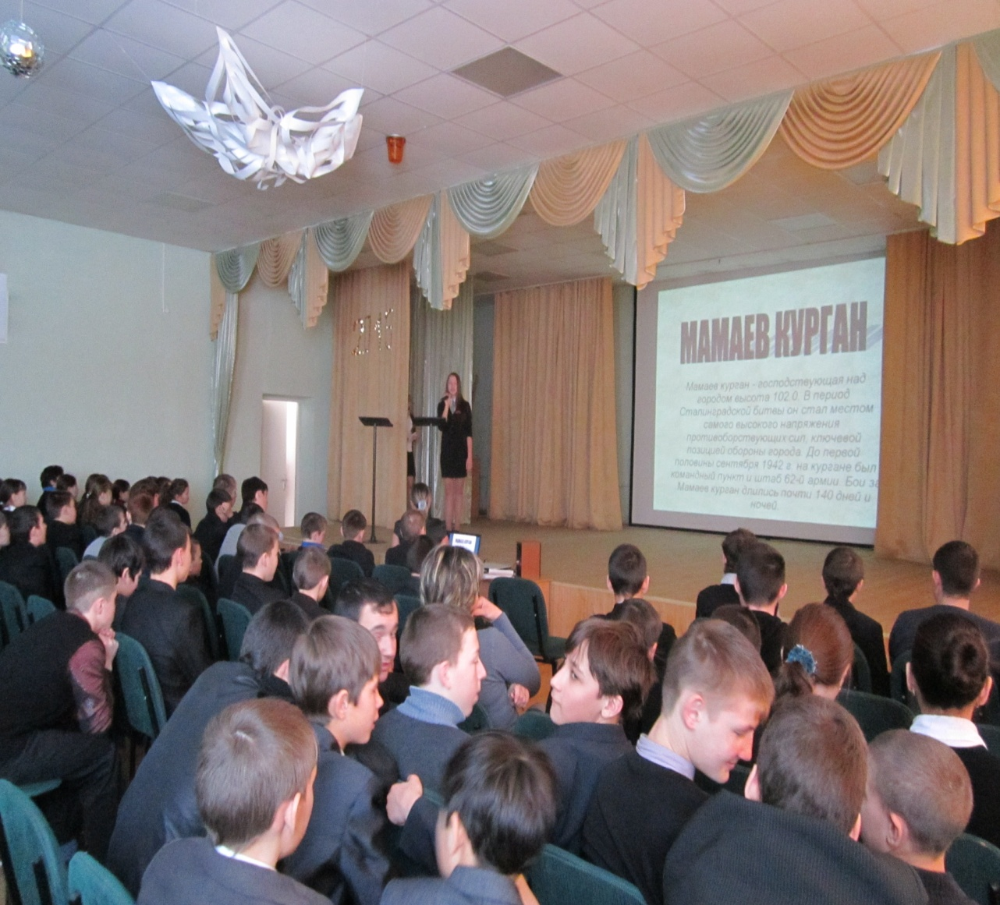 МАМАЕВ КУРГАН
Мамаев курган - господствующая над
городом высота 102.0. В период
Сталинградской битвы он стал местом
самого высокого напряжения
противоборствующих сил, ключевой
позицией обороны города. До первой
половины сентября 1942 г. на кургане был
командный пункт и штаб 62-й армии. Бои за
Мамаев курган длились почти 140 дней и
ночей.